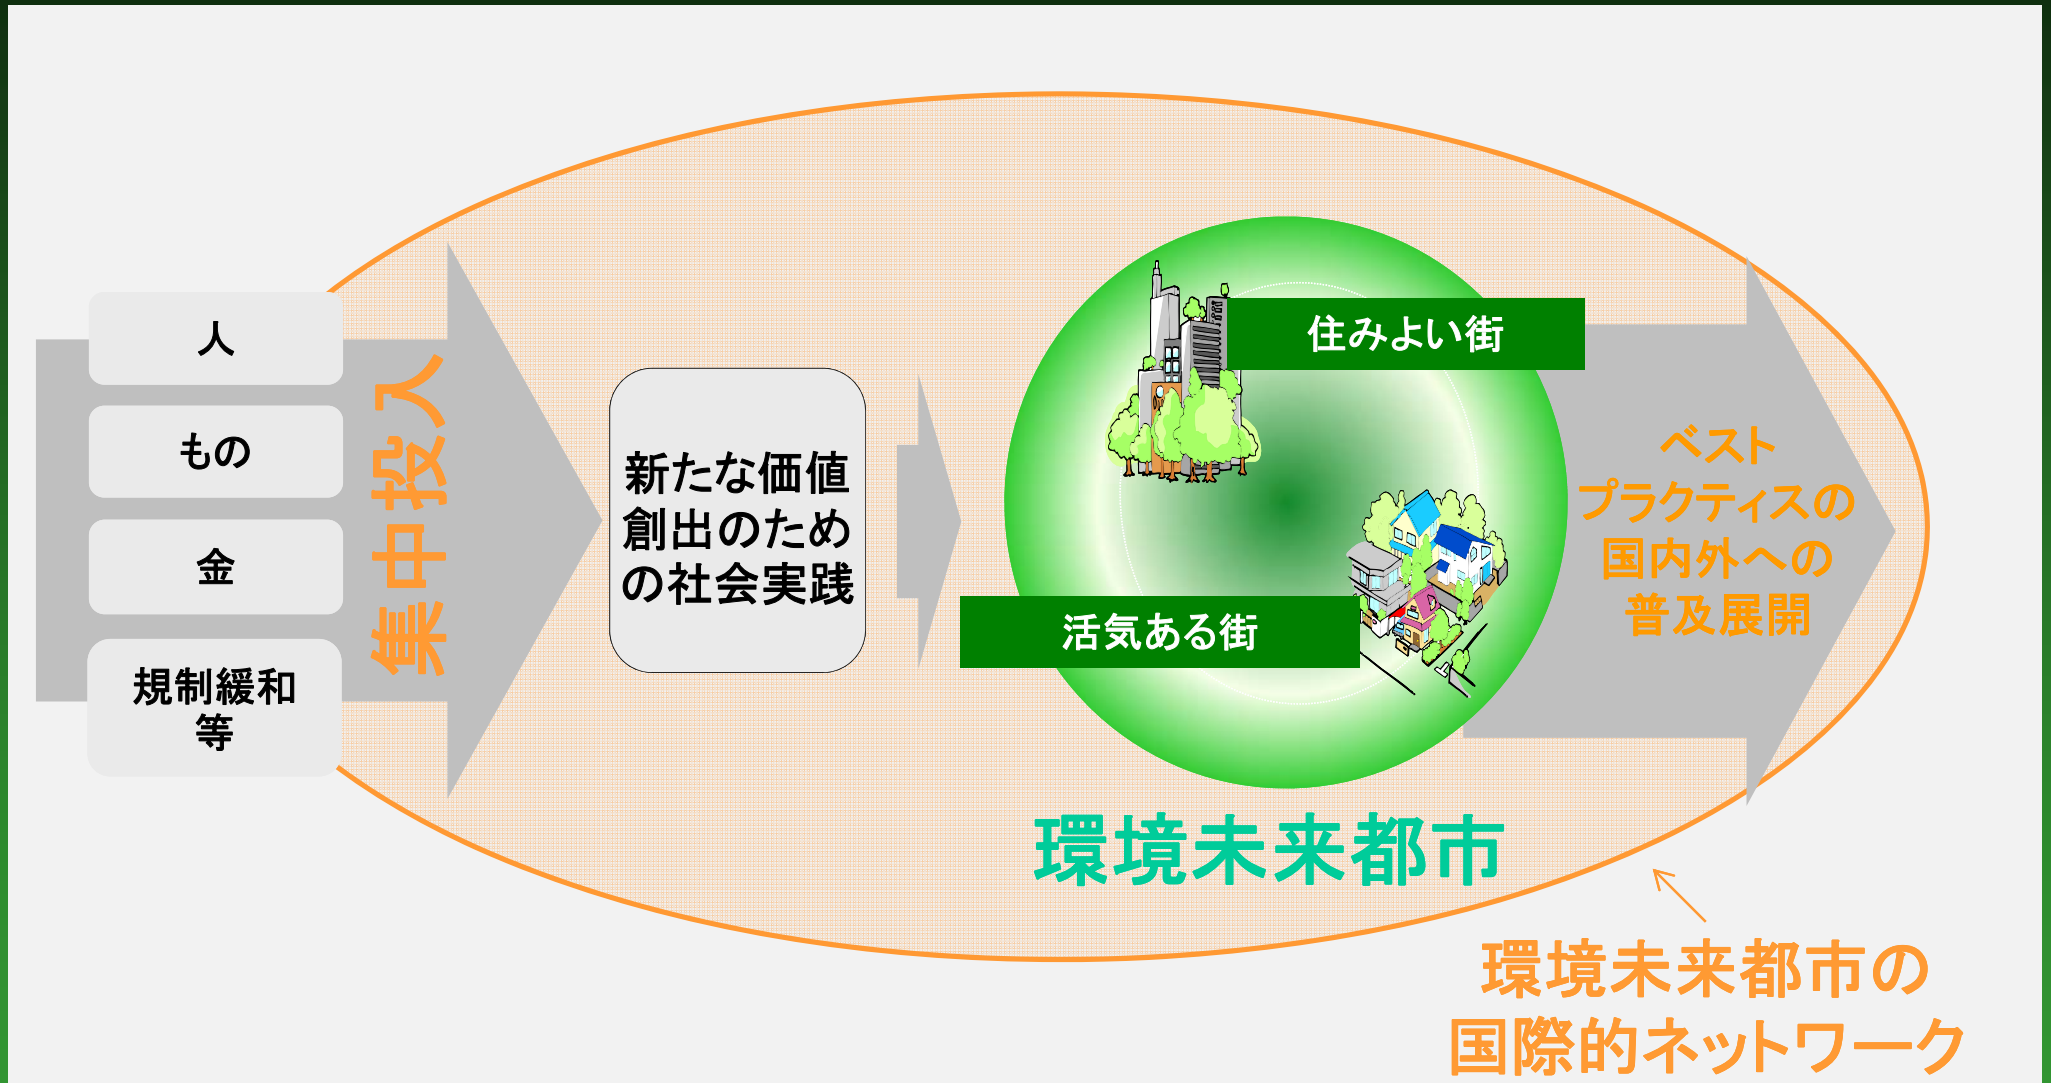 人
もの
金
規制緩和
等
集中投入
新たな価値
創出のため
の社会実践
住みよい街
活気ある街
ベスト
プラクティスの
国内外への
普及展開
環境未来都市
環境未来都市の
国際的ネットワーク